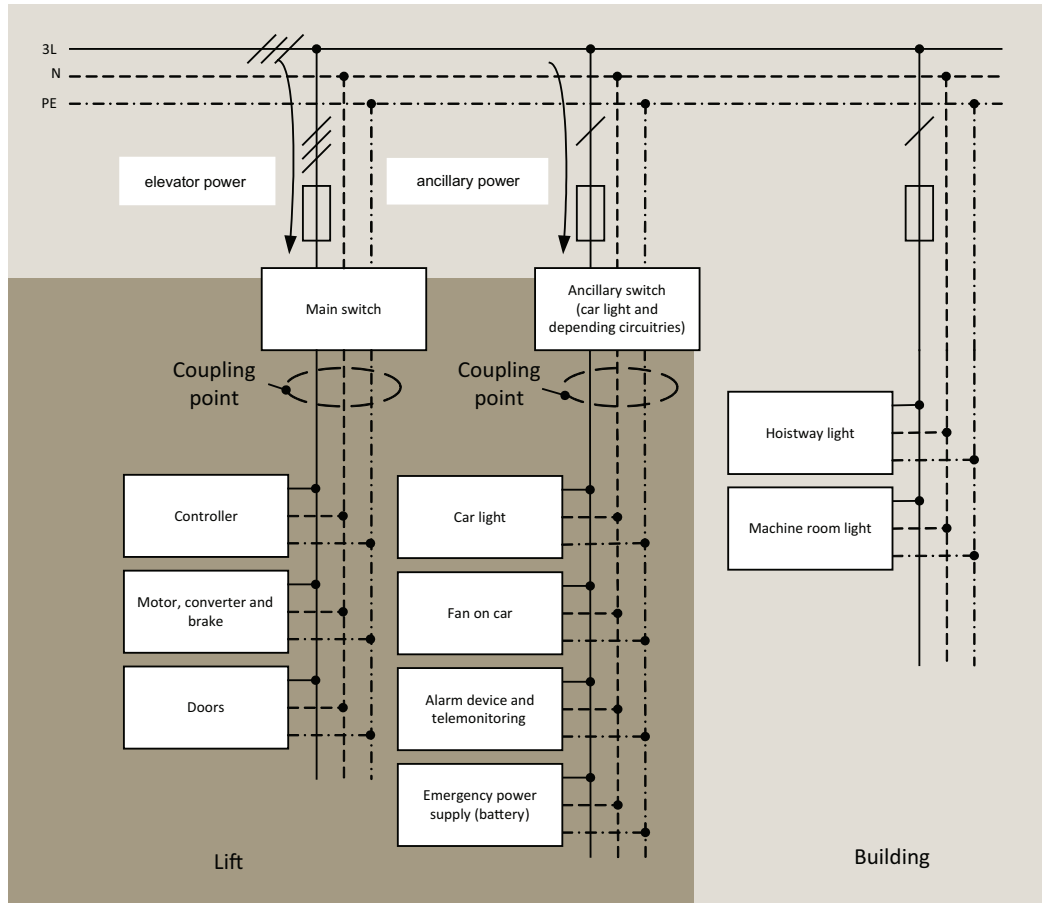 3L
N
PE
elevator power
ancillary power
Main switch
Ancillary switch
(car light and
depending circuitries)
Coupling
point
Coupling
point
Controller
Motor, converter and
brake
Doors
Car light
Fan on car
Alarm device and
telemonitoring
Emergency power
supply (battery)
Hoistway light
Machine room light
Lift
Building